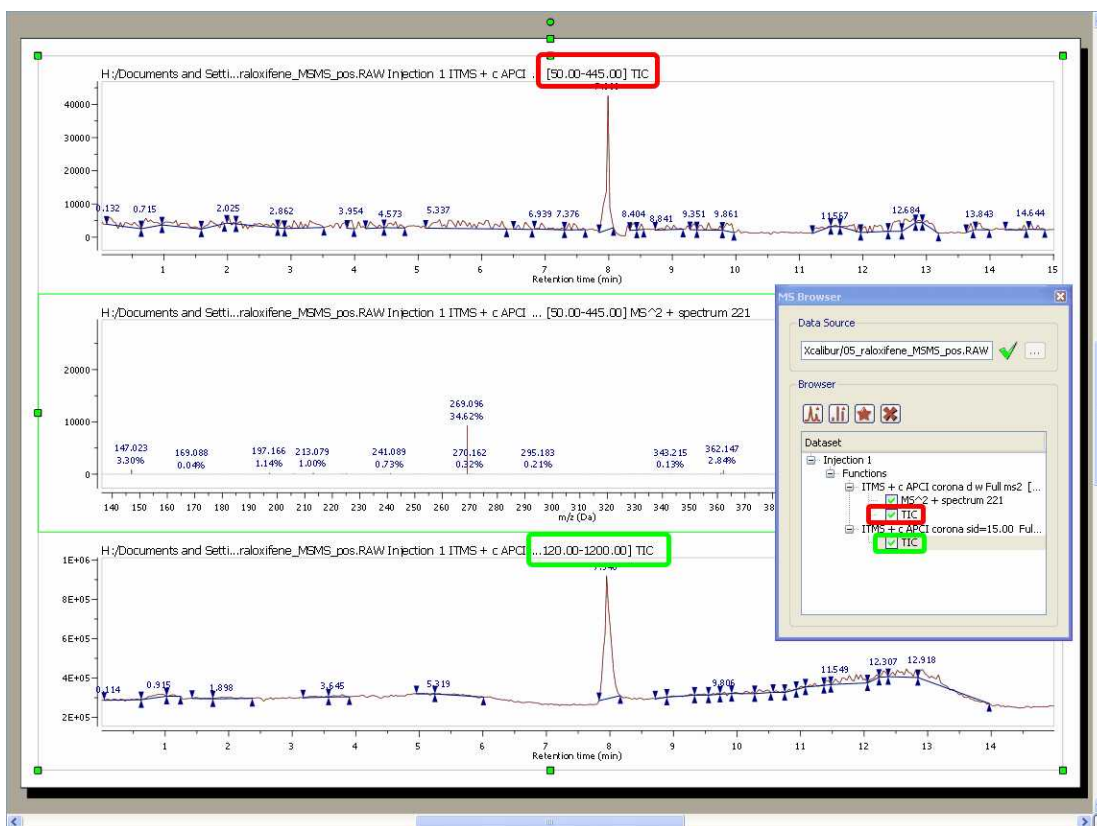 H:/Documents and Setti...raloxifene_MSMS_pos.RAW Injection 1 ITMS + c APCI ... [50.00-445.00] TIC
40000
30000
20000
10000
0
0.132 0.715 2.025 2.862 3.954 4.573 5.337 6.939 7.376 8.404 8.841 9.351 9.861 11.567 12.684 13.843 14.644
1 2 3 4 5 6 7 8 9 10 11 12 13 14 15
Retention time (min)
H:/Documents and Setti...raloxifene_MSMS_pos.RAW Injection 1 ITMS + c APCI ... [50.00-445.00] MS^2 + spectrum 221
20000
10000
0
147.023 169.088 197.166 213.079 241.089 269.096 270.162 295.183 343.215 362.147
3.30% 0.04% 1.14% 1.00% 0.73% 34.62% 0.32% 0.21% 0.13% 2.84%
140 150 160 170 180 190 200 210 220 230 240 250 260 270 280 290 300 310 320 330 340 350 360 370 38
m/z (Da)
H:/Documents and Setti...raloxifene_MSMS_pos.RAW Injection 1 ITMS + c APCI ...120.00-1200.00] TIC
1E+06
8E+05
6E+05
4E+05
2E+05
0.114 0.915 1.898 3.645 5.319 9.806 11.549 12.307 12.918
1 2 3 4 5 6 7 8 9 10 11 12 13 14
Retention time (min)
MS Browser
Data Source
Xcalibur/05_raloxifene_MSMS_pos.RAW
...
Browser
Dataset
Injection 1
Functions
ITMS + c APCI corona d w Full ms2 [...
MS^2 + spectrum 221
TIC
ITMS + c APCI corona sid=15.00 Ful...
TIC